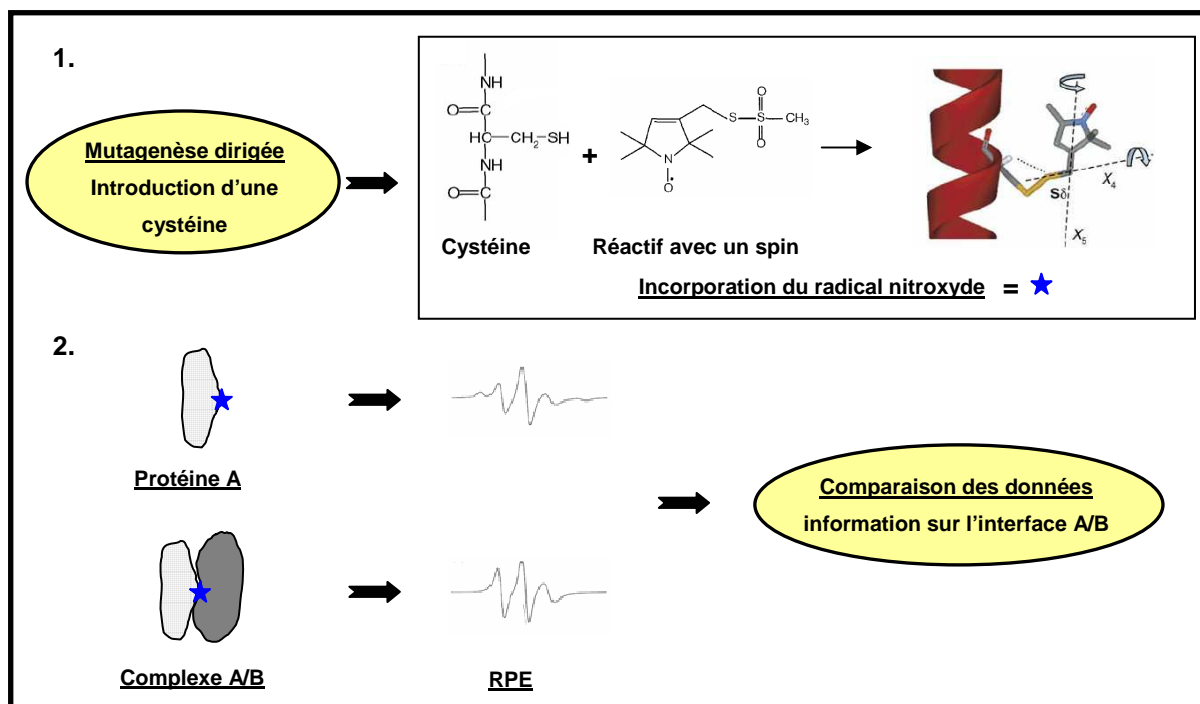 1.
Mutagenèse dirigée
Introduction d'une
cystéine
NH
O=C
CH-CH2-SH
NH
O=C
Cystéine
+
O
S-S-CH3
O
N
O•
Réactif avec un spin
Sδ
X4
X5
Incorporation du radical nitroxyde =
2.
Protéine A
Complexe A/B
RPE
Comparaison des données
information sur l'interface A/B